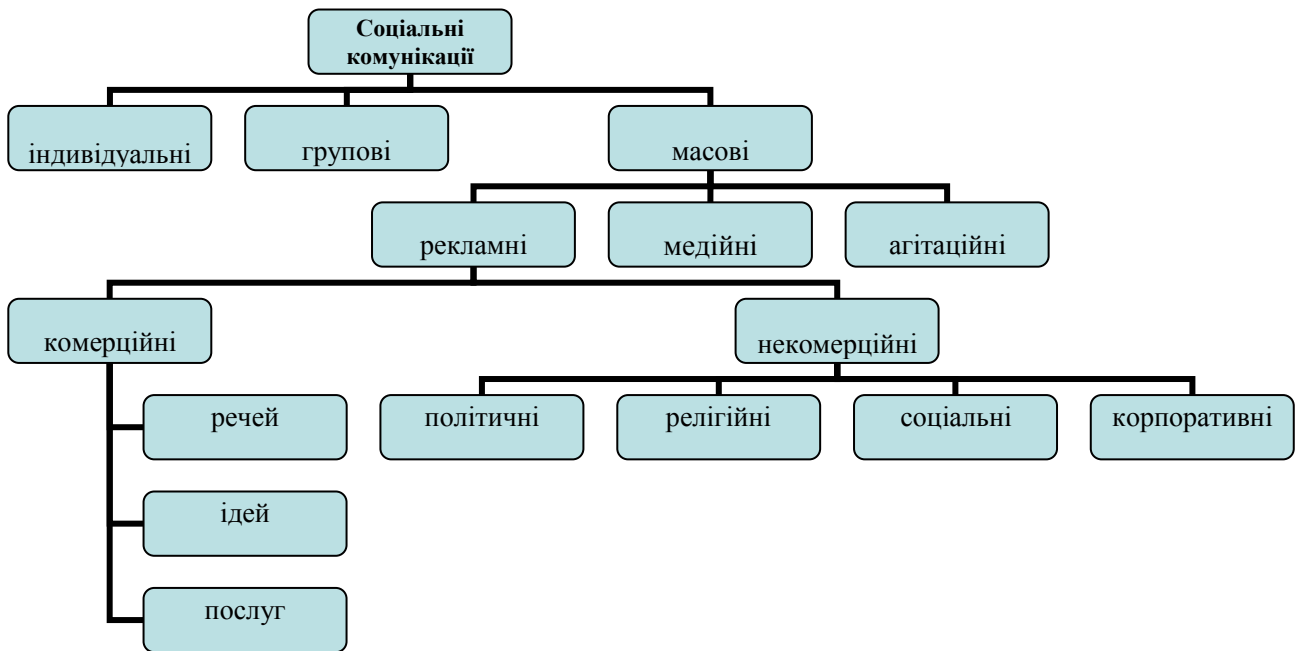 Соціальні
комунікації
індивідуальні
групові
масові
рекламні
медійні
агітаційні
комерційні
некомерційні
речей
ідей
послуг
політичні
релігійні
соціальні
корпоративні